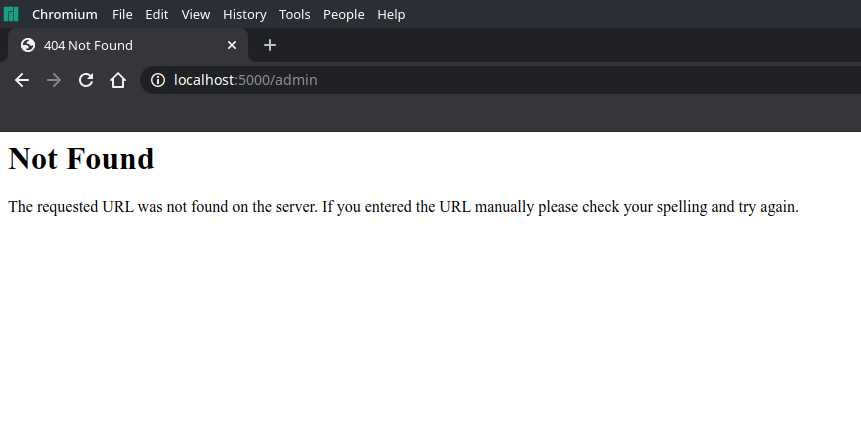 Chromium File Edit View History Tools People Help
404 Not Found
localhost:5000/admin
Not Found
The requested URL was not found on the server. If you entered the URL manually please check your spelling and try again.